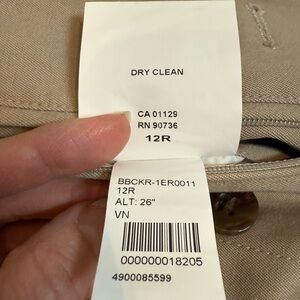 DRY CLEAN
CA 01129
RN 90736
12R
BBCKR-1ER0011
12R
ALT: 26"
VN
000000018205
4900085599